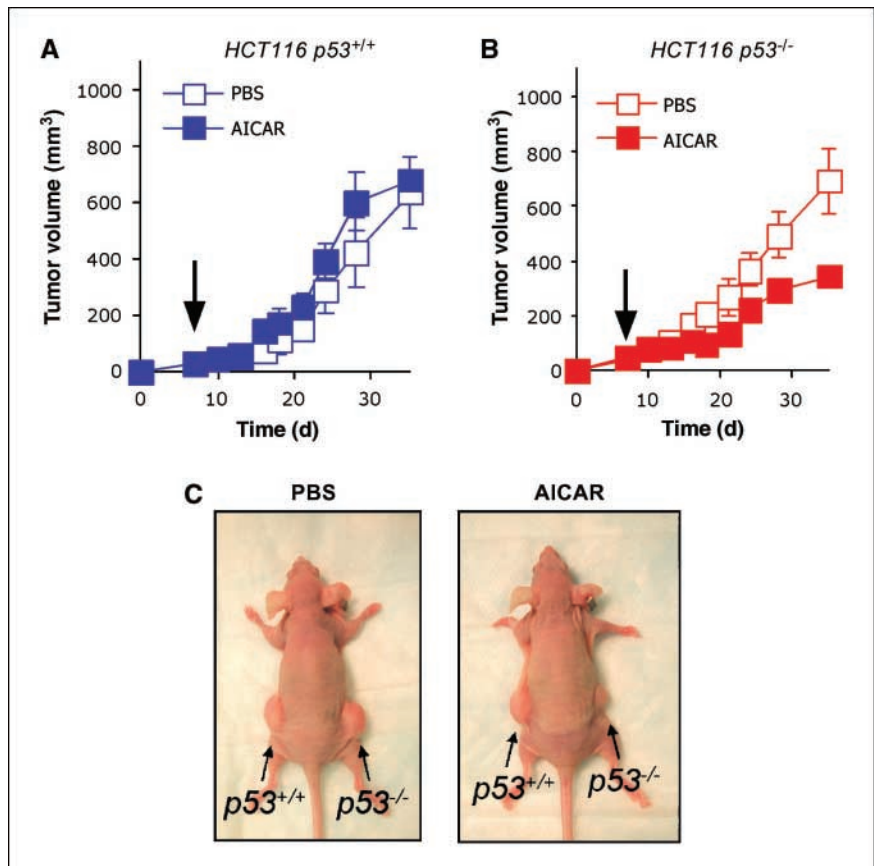 A HCT116 p53+/+
PBS
AICAR
Tumor volume (mm3)
1000
800
600
400
200
0
0 10 20 30
Time (d)
B HCT116 p53-/-
PBS
AICAR
Tumor volume (mm3)
1000
800
600
400
200
0
0 10 20 30
Time (d)
C PBS AICAR
p53+/+ p53-/- p53+/+ p53-/-